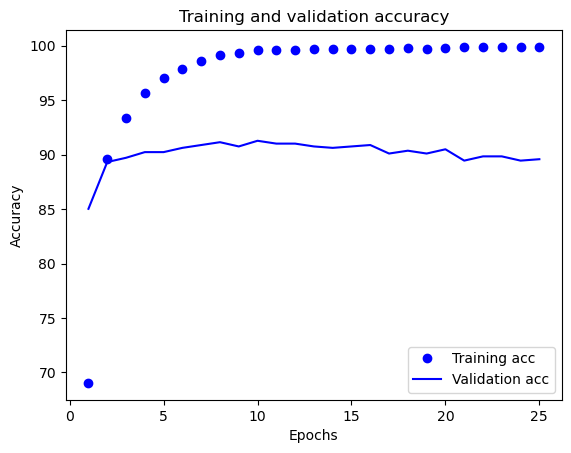 Training and validation accuracy
100
95
90
85
80
75
70
Accuracy
Training acc
Validation acc
0
5
10
15
20
25
Epochs